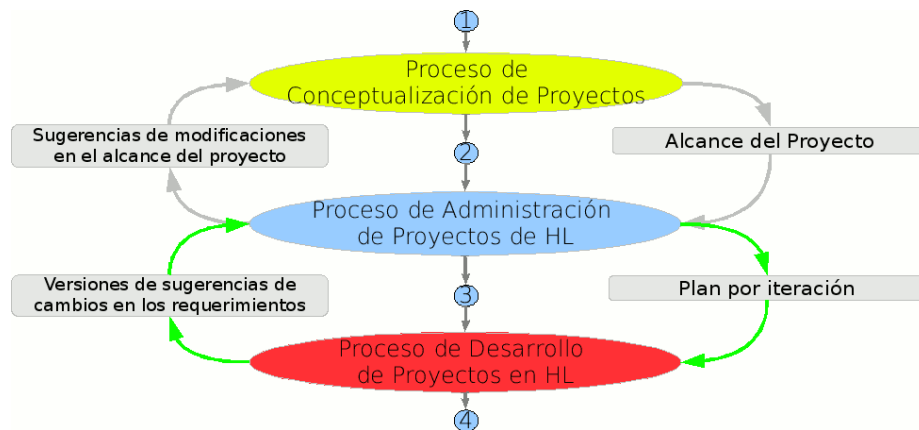 1
Proceso de
Conceptualización de Proyectos
Sugerencias de modificaciones
en el alcance del proyecto
Alcance del Proyecto
2
Proceso de Administración
de Proyectos de HL
Versiones de sugerencias de
cambios en los requerimientos
Plan por iteración
3
Proceso de Desarrollo
de Proyectos en HL
4